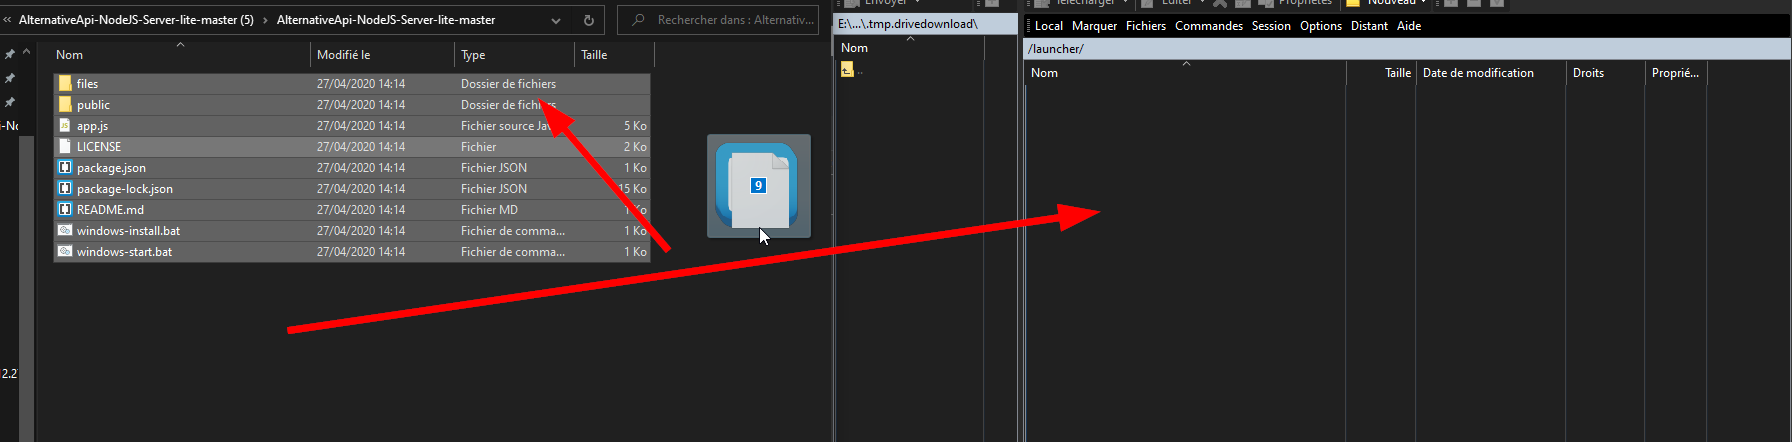 « AlternativeApi-NodeJS-Server-lite-master (5) > AlternativeApi-NodeJS-Server-lite-master
Rechercher dans : Alternativ...
Nom Modifié le Type Taille
files 27/04/2020 14:14 Dossier de fichiers
public 27/04/2020 14:14 Dossier de fichiers
app.js 27/04/2020 14:14 Fichier source Jav 5 Ko
LICENSE 27/04/2020 14:14 Fichier 2 Ko
package.json 27/04/2020 14:14 Fichier JSON 1 Ko
package-lock.json 27/04/2020 14:14 Fichier JSON 15 Ko
README.md 27/04/2020 14:14 Fichier MD 1 Ko
windows-install.bat 27/04/2020 14:14 Fichier de comma... 1 Ko
windows-start.bat 27/04/2020 14:14 Fichier de comma... 1 Ko
i-No
2.2
9
Envoyer
E:\...\.tmp.drivedownload\
Nom
..
Télécharger Éditer Propriétés Nouveau
Local Marquer Fichiers Commandes Session Options Distant Aide
/launcher/
Nom Taille Date de modification Droits Proprié...